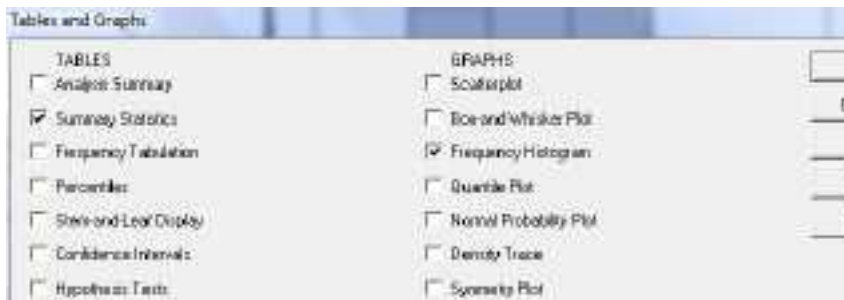 Tables and Graphs
TABLES
Analysis Summary
Summary Statistics
Frequency Tabulation
Percentiles
Stem-and-Leaf Display
Confidence Intervals
Hypothesis Tests
GRAPHS
Scatterplot
Box-and-Whisker Plot
Frequency Histogram
Quantile Plot
Normal Probability Plot
Density Trace
Symmetry Plot